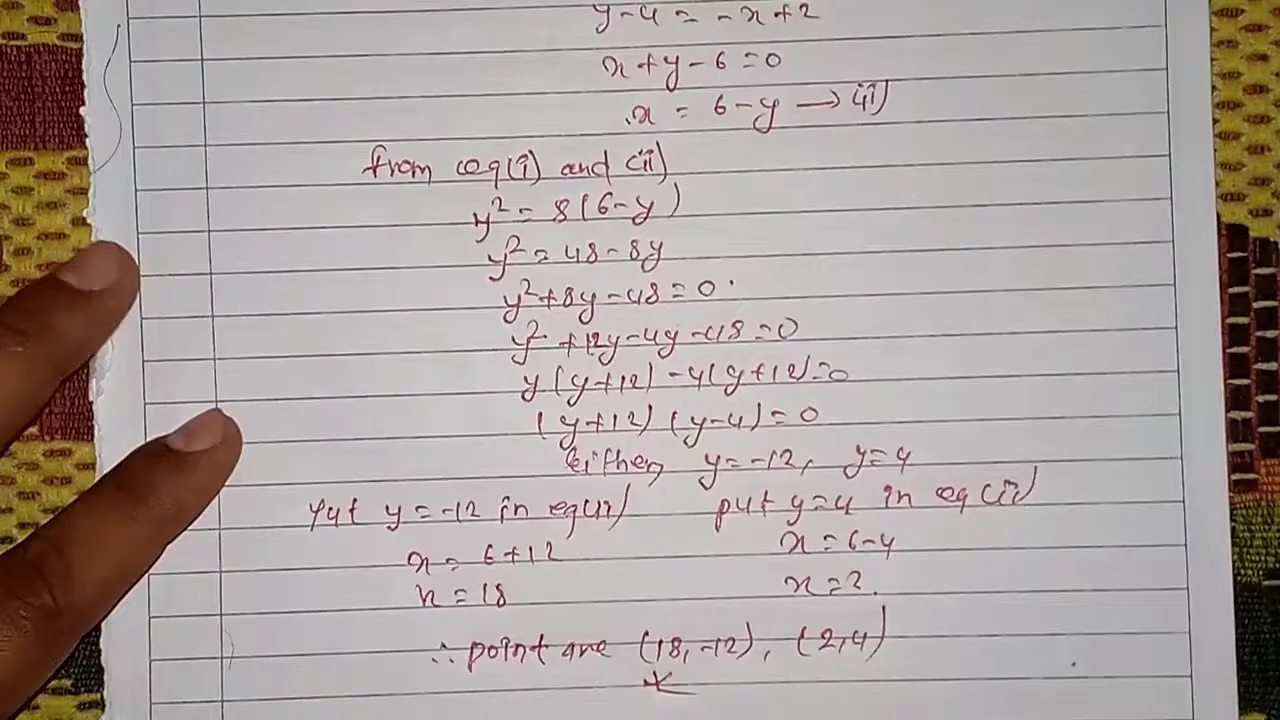 y-4 = -x+2
x+y-6=0
x = 6-y → (ii)
from eq(i) and (ii)
y² = 8(6-y)
y² = 48-8y
y²+8y-48=0
y²+12y-4y-48=0
y(y+12)-4(y+12)=0
(y+12)(y-4)=0
Either, y=-12, y=4
Put y=-12 in eq(ii) put y=4 in eq(ii)
x = 6+12 x = 6-4
x = 18 x = 2.
∴ point are (18,-12), (2,4)